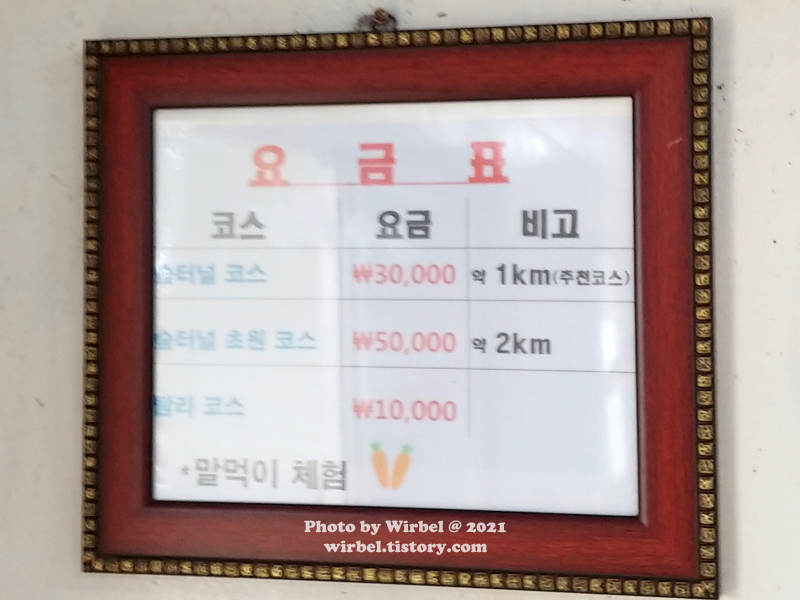 요 금 표
코스 요금 비고
숲터널 코스 ₩30,000 약 1km(추천코스)
숲터널 초원 코스 ₩50,000 약 2km
코스 ₩10,000
*말먹이 체험
Photo by Wirbel @ 2021
wirbel.tistory.com